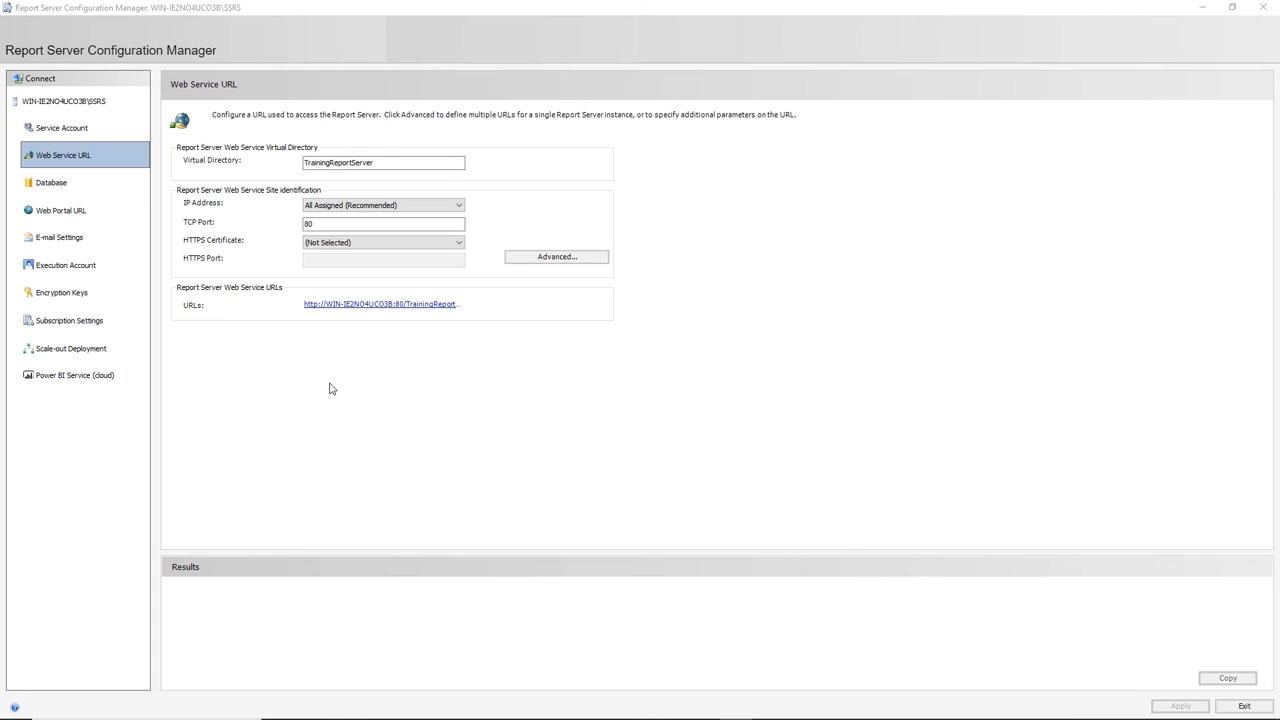 Report Server Configuration Manager: WIN-IE2NO4UCO3B\SSRS
Report Server Configuration Manager
Connect
WIN-IE2NO4UCO3B\SSRS
Service Account
Web Service URL
Database
Web Portal URL
E-mail Settings
Execution Account
Encryption Keys
Subscription Settings
Scale-out Deployment
Power BI Service (cloud)
Web Service URL
Configure a URL used to access the Report Server. Click Advanced to define multiple URLs for a single Report Server instance, or to specify additional parameters on the URL.
Report Server Web Service Virtual Directory
Virtual Directory: TrainingReportServer
Report Server Web Service Site identification
IP Address: All Assigned (Recommended)
TCP Port: 80
HTTPS Certificate: (Not Selected)
HTTPS Port:
Advanced...
Report Server Web Service URLs
URLs: http://WIN-IE2NO4UCO3B:80/TrainingReport...
Results
Copy
Apply
Exit